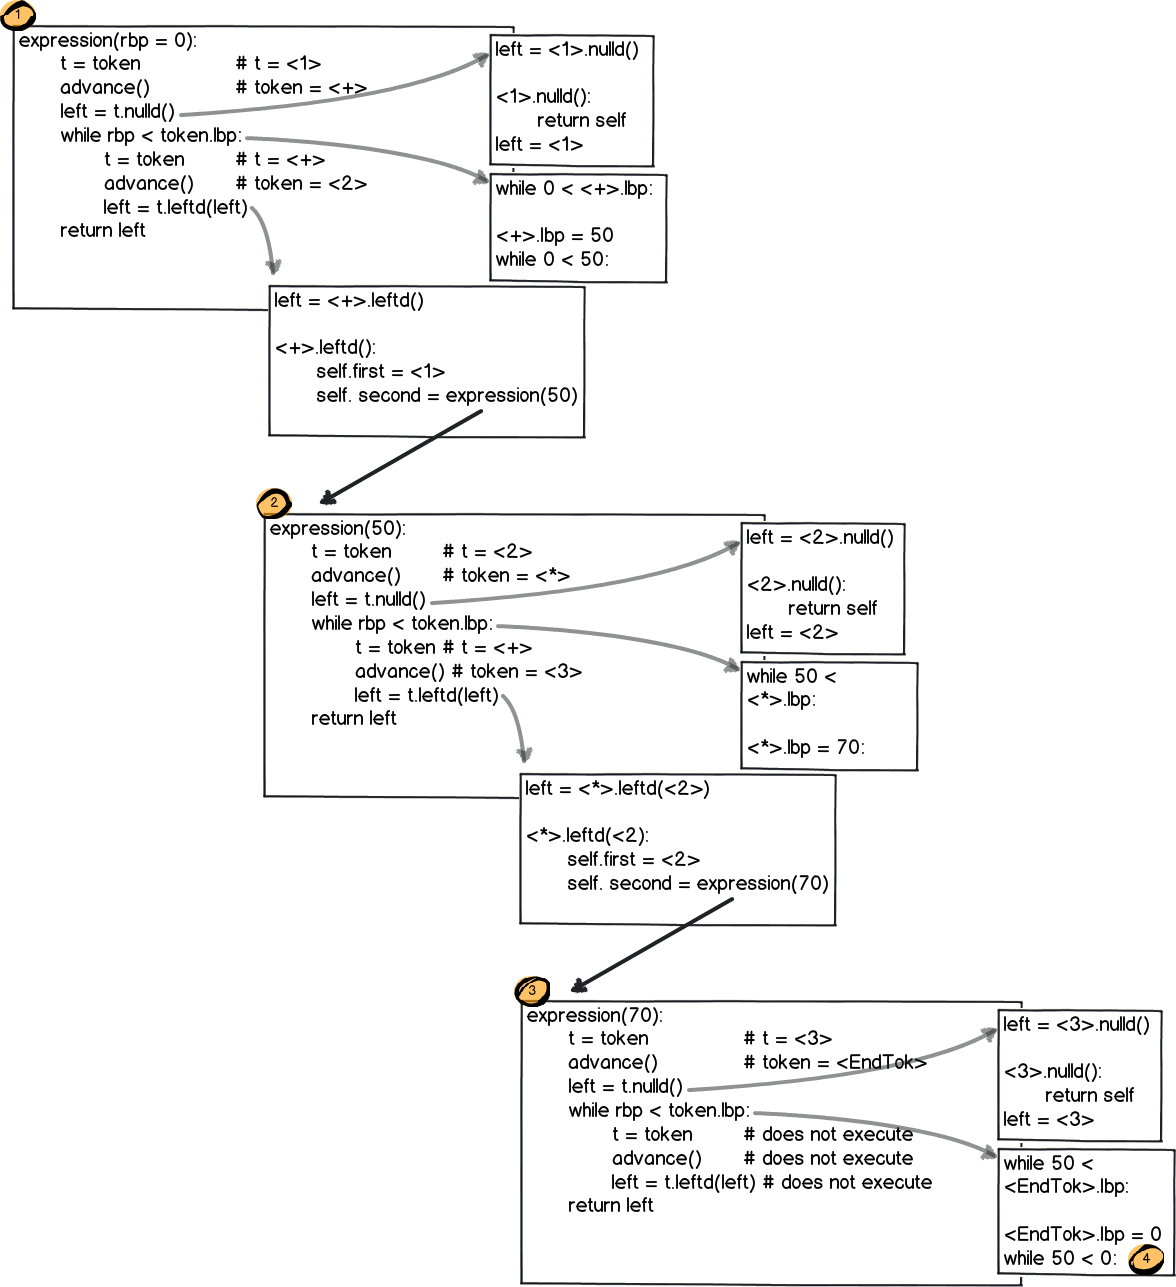 1
expression(rbp = 0):
t = token # t = <1>
advance() # token = <+>
left = t.nulld()
while rbp < token.lbp:
t = token # t = <+>
advance() # token = <2>
left = t.leftd(left)
return left
left = <1>.nulld()
<1>.nulld():
return self
left = <1>
while 0 < <+>.lbp:
<+>.lbp = 50
while 0 < 50:
left = <+>.leftd()
<+>.leftd():
self.first = <1>
self. second = expression(50)
2
expression(50):
t = token # t = <2>
advance() # token = <*>
left = t.nulld()
while rbp < token.lbp:
t = token # t = <+>
advance() # token = <3>
left = t.leftd(left)
return left
left = <2>.nulld()
<2>.nulld():
return self
left = <2>
while 50 <
<*>.lbp:
<*>.lbp = 70:
left = <*>.leftd(<2>)
<*>.leftd(<2):
self.first = <2>
self. second = expression(70)
3
expression(70):
t = token # t = <3>
advance() # token = <EndTok>
left = t.nulld()
while rbp < token.lbp:
t = token # does not execute
advance() # does not execute
left = t.leftd(left) # does not execute
return left
left = <3>.nulld()
<3>.nulld():
return self
left = <3>
while 50 <
<EndTok>.lbp:
<EndTok>.lbp = 0
while 50 < 0: 4